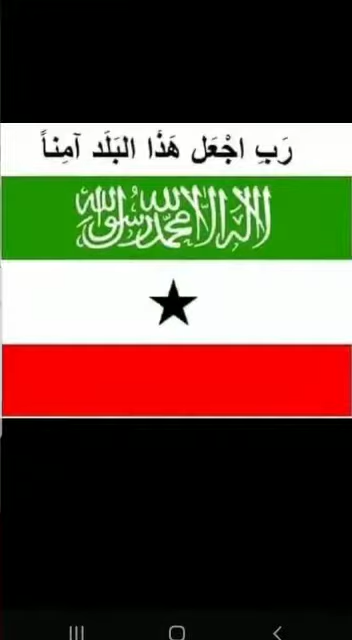 رَبِ اجْعَل هَذَا البَلَد آمِناً
لا إله إلا الله محمد رسول الله